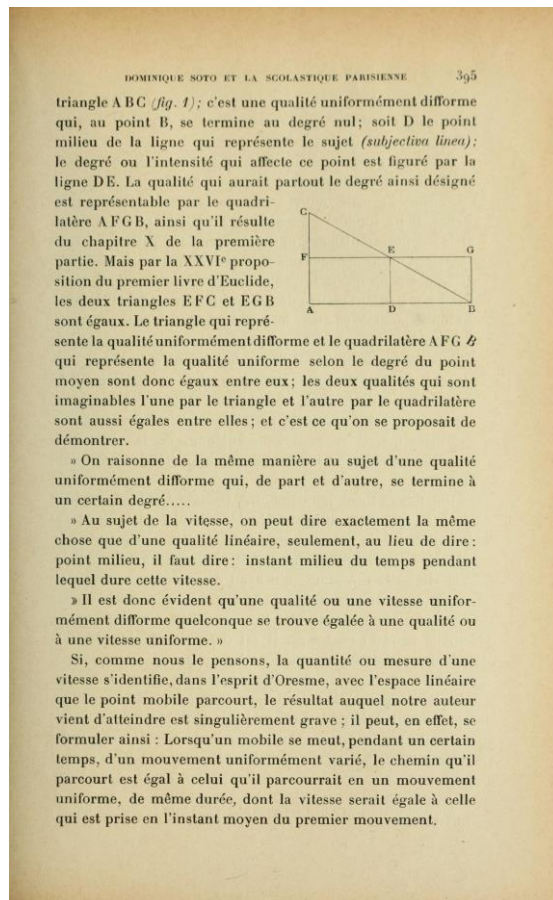 DOMINIQUE SOTO ET LA SCOLASTIQUE PARISIENNE 395
triangle ABC (fig. 1); c'est une qualité uniformément difforme
qui, au point B, se termine au degré nul; soit D le point
milieu de la ligne qui représente le sujet (subjectiva linea);
le degré ou l'intensité qui affecte ce point est figuré par la
ligne DE. La qualité qui aurait partout le degré ainsi désigné
est représentable par le quadri-
latère AFGB, ainsi qu'il résulte
du chapitre X de la première
partie. Mais par la XXVIe propo-
sition du premier livre d'Euclide,
les deux triangles EFC et EGB
sont égaux. Le triangle qui repré-
C
E
G
F
A
D
B
sente la qualité uniformément difforme et le quadrilatère AFG B
qui représente la qualité uniforme selon le degré du point
moyen sont donc égaux entre eux; les deux qualités qui sont
imaginables l'une par le triangle et l'autre par le quadrilatère
sont aussi égales entre elles; et c'est ce qu'on se proposait de
démontrer.
» On raisonne de la même manière au sujet d'une qualité
uniformément difforme qui, de part et d'autre, se termine à
un certain degré.....
» Au sujet de la vitesse, on peut dire exactement la même
chose que d'une qualité linéaire, seulement, au lieu de dire:
point milieu, il faut dire: instant milieu du temps pendant
lequel dure cette vitesse.
» Il est donc évident qu'une qualité ou une vitesse unifor-
mément difforme quelconque se trouve égalée à une qualité ou
à une vitesse uniforme. »
Si, comme nous le pensons, la quantité ou mesure d'une
vitesse s'identifie, dans l'esprit d'Oresme, avec l'espace linéaire
que le point mobile parcourt, le résultat auquel notre auteur
vient d'atteindre est singulièrement grave; il peut, en effet, se
formuler ainsi: Lorsqu'un mobile se meut, pendant un certain
temps, d'un mouvement uniformément varié, le chemin qu'il
parcourt est égal à celui qu'il parcourrait en un mouvement
uniforme, de même durée, dont la vitesse serait égale à celle
qui est prise en l'instant moyen du premier mouvement.